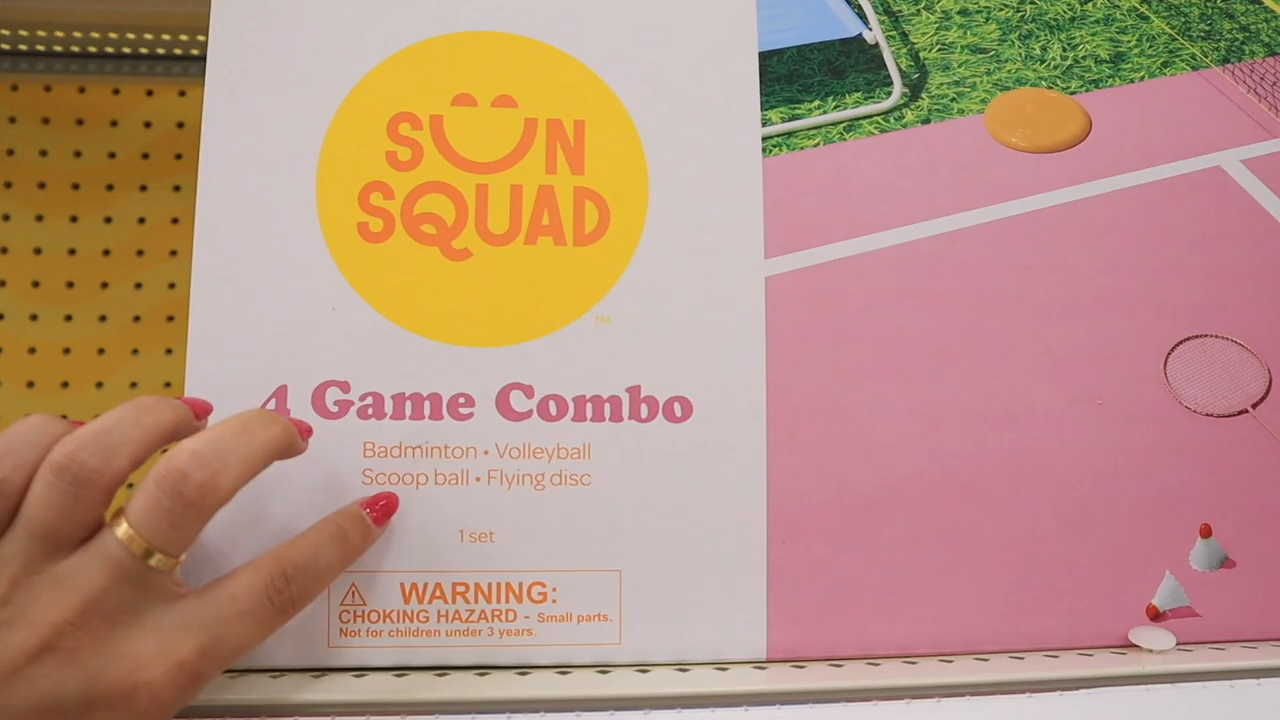 SUN
SQUAD
™
4 Game Combo
Badminton • Volleyball
Scoop ball • Flying disc
1 set
WARNING:
CHOKING HAZARD - Small parts.
Not for children under 3 years.